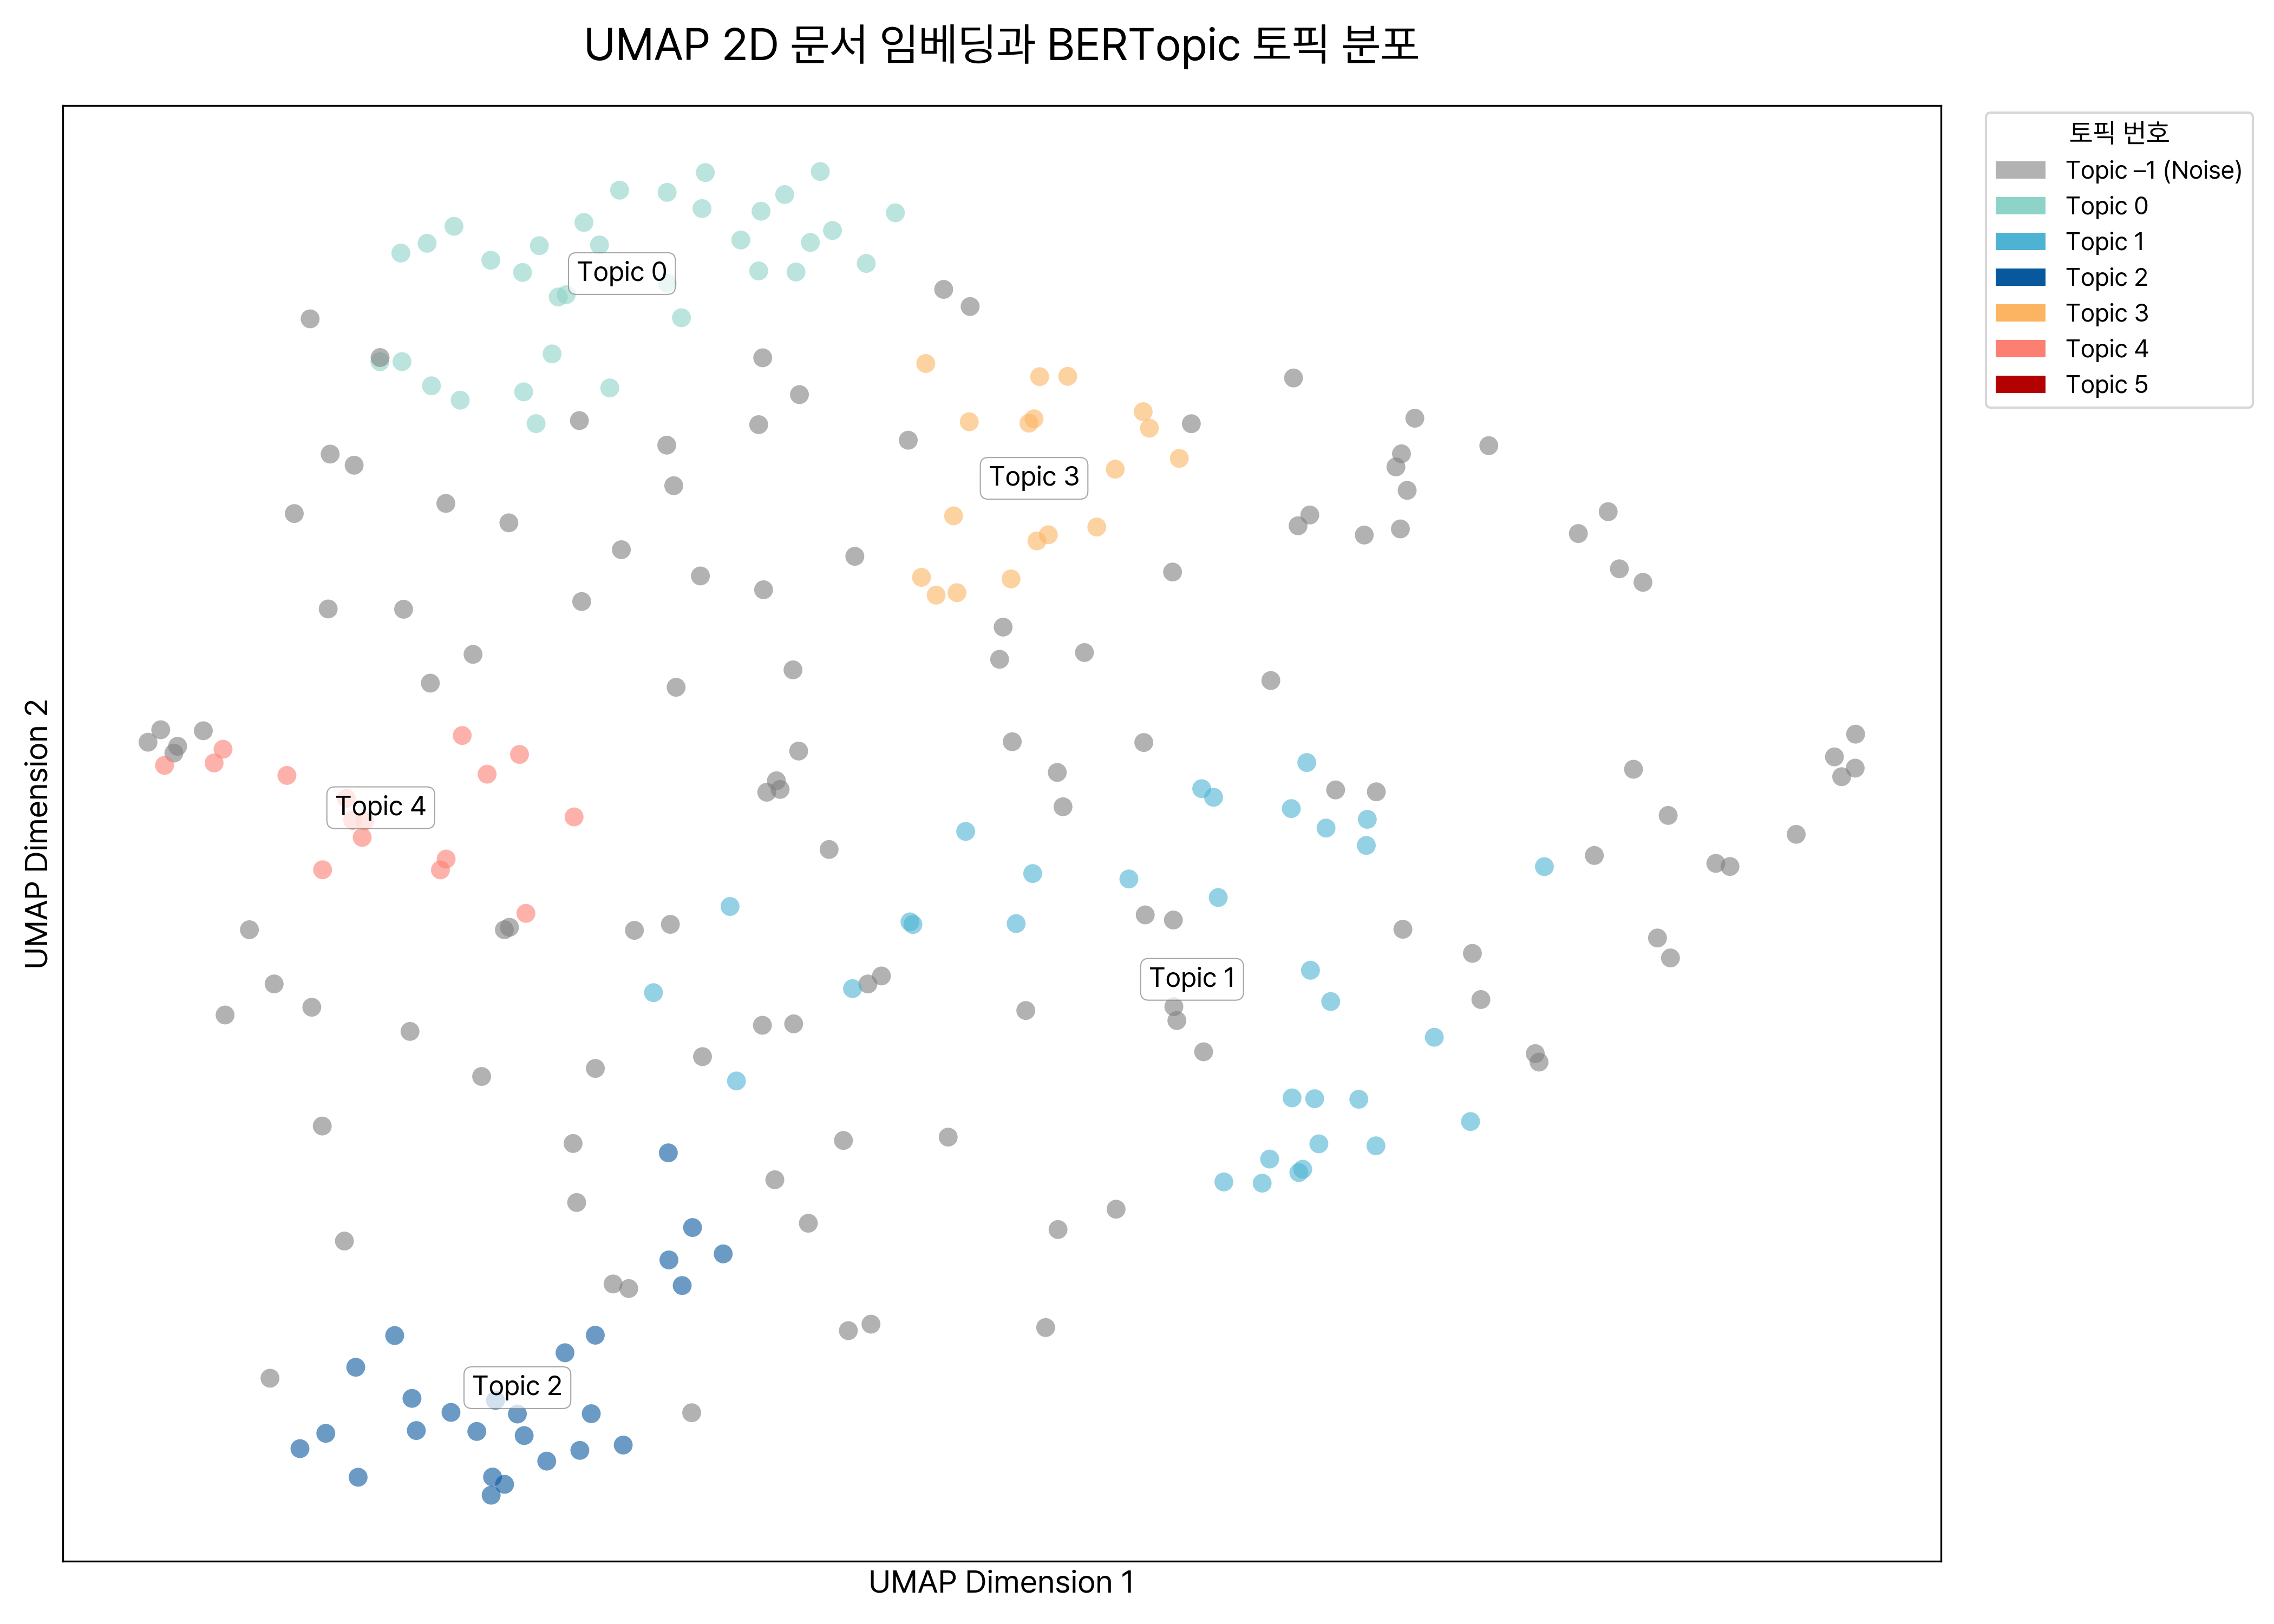 UMAP 2D 문서 임베딩과 BERTopic 토픽 분포
토픽 번호
Topic –1 (Noise)
Topic 0
Topic 1
Topic 2
Topic 3
Topic 4
Topic 5
Topic 0
Topic 3
Topic 4
Topic 1
Topic 2
UMAP Dimension 2
UMAP Dimension 1